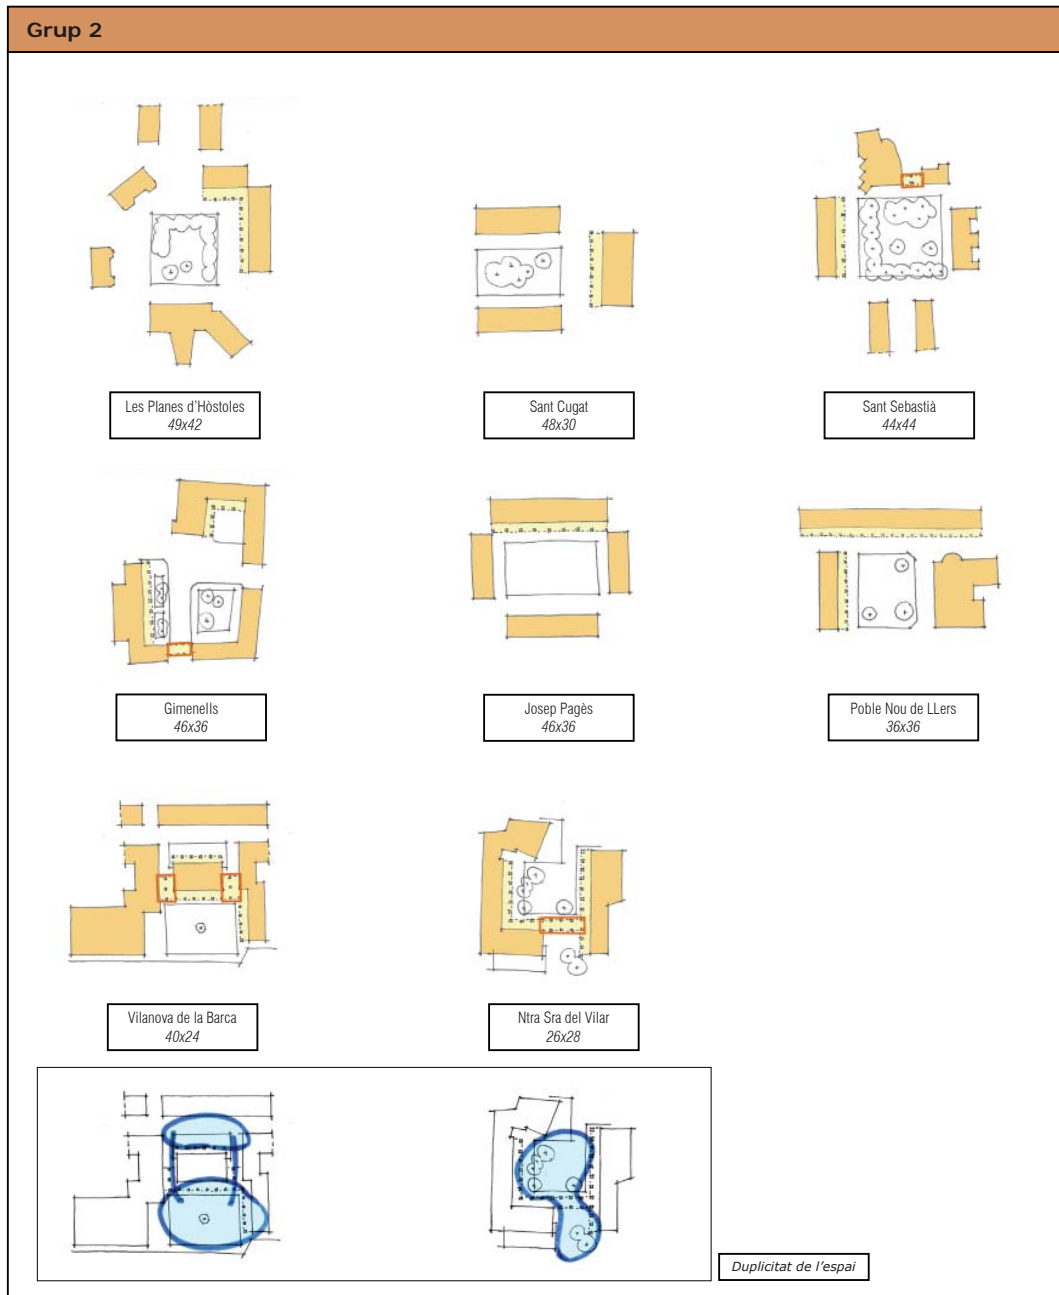 Grup 2
Les Planes d'Hòstoles
49x42
Sant Cugat
48x30
Sant Sebastià
44x44
Gimenells
46x36
Josep Pagès
46x36
Poble Nou de LLers
36x36
Vilanova de la Barca
40x24
Ntra Sra del Vilar
26x28
Duplicitat de l'espai